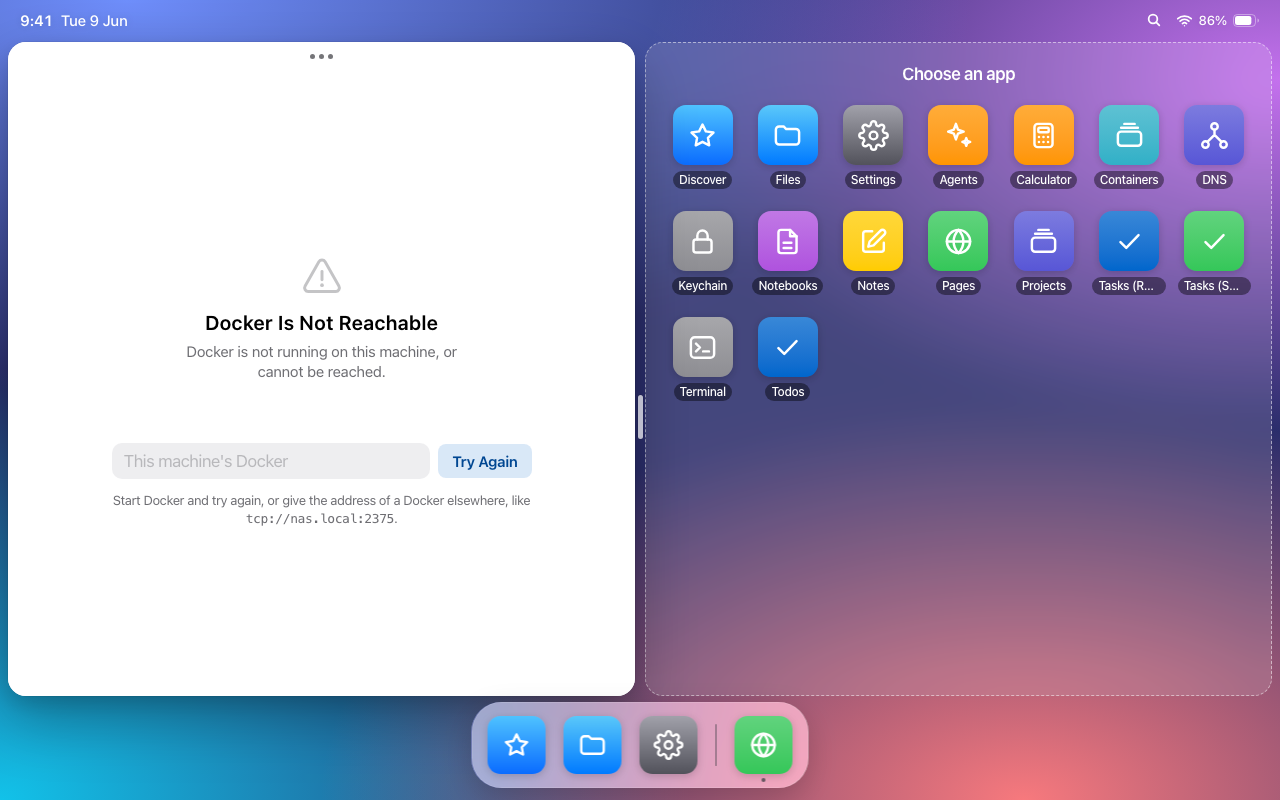 9:41 Tue 9 Jun
86%
Docker Is Not Reachable
Docker is not running on this machine, or
cannot be reached.
This machine's Docker
Try Again
Start Docker and try again, or give the address of a Docker elsewhere, like
tcp://nas.local:2375.
Choose an app
Discover
Files
Settings
Agents
Calculator
Containers
DNS
Keychain
Notebooks
Notes
Pages
Projects
Tasks (R...
Tasks (S...
Terminal
Todos